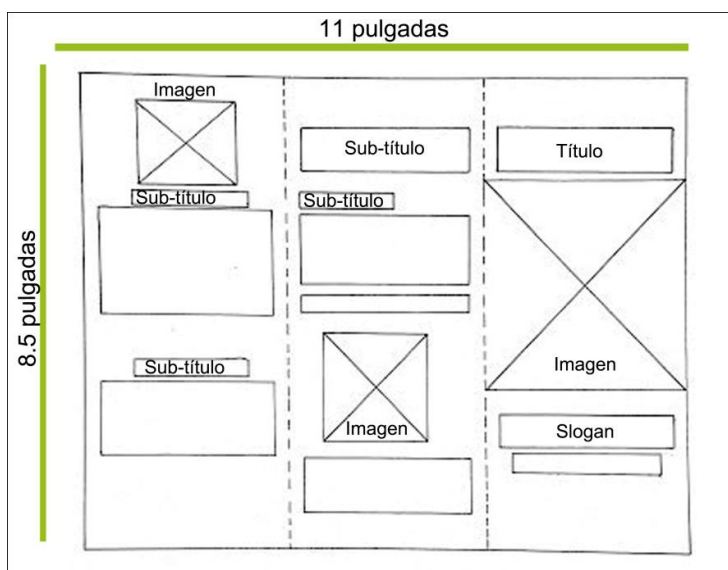 11 pulgadas
8.5 pulgadas
Imagen
Sub-título
Sub-título
Sub-título
Sub-título
Imagen
Título
Imagen
Slogan